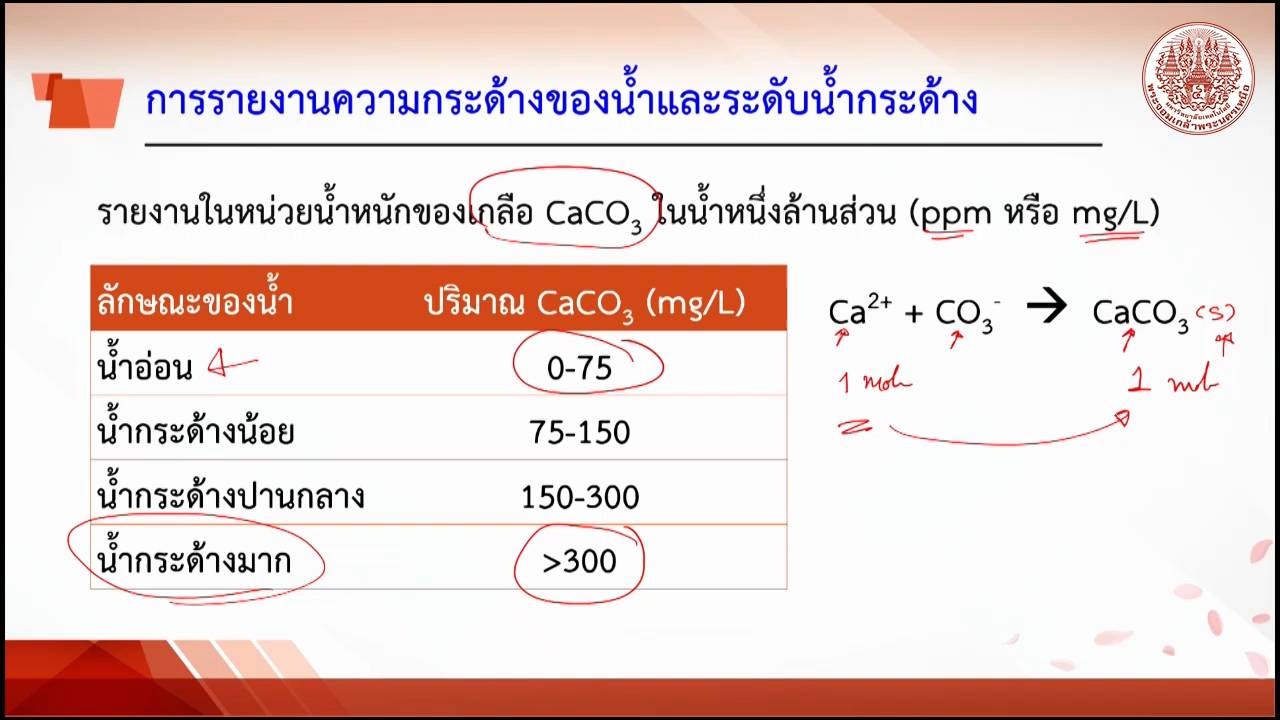 การรายงานความกระด้างของน้ำและระดับน้ำกระด้าง
รายงานในหน่วยน้ำหนักของเกลือ CaCO₃ ในน้ำหนึ่งล้านส่วน (ppm หรือ mg/L)
ลักษณะของน้ำ ปริมาณ CaCO₃ (mg/L)
น้ำอ่อน 0-75
น้ำกระด้างน้อย 75-150
น้ำกระด้างปานกลาง 150-300
น้ำกระด้างมาก >300
Ca²⁺ + CO₃⁻ → CaCO₃ (s)
1 mol 1 mol